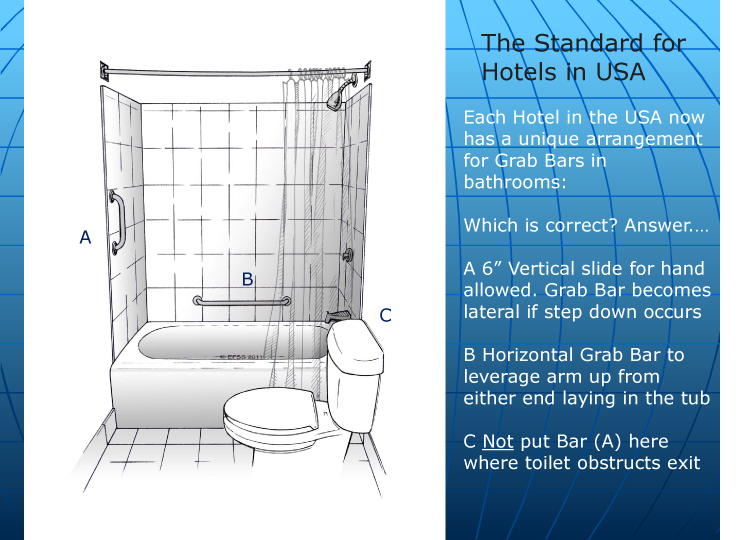 The Standard for
Hotels in USA
Each Hotel in the USA now
has a unique arrangement
for Grab Bars in
bathrooms:
Which is correct? Answer....
A 6” Vertical slide for hand
allowed. Grab Bar becomes
lateral if step down occurs
B Horizontal Grab Bar to
leverage arm up from
either end laying in the tub
C Not put Bar (A) here
where toilet obstructs exit
A
B
C
© EFSG 2011